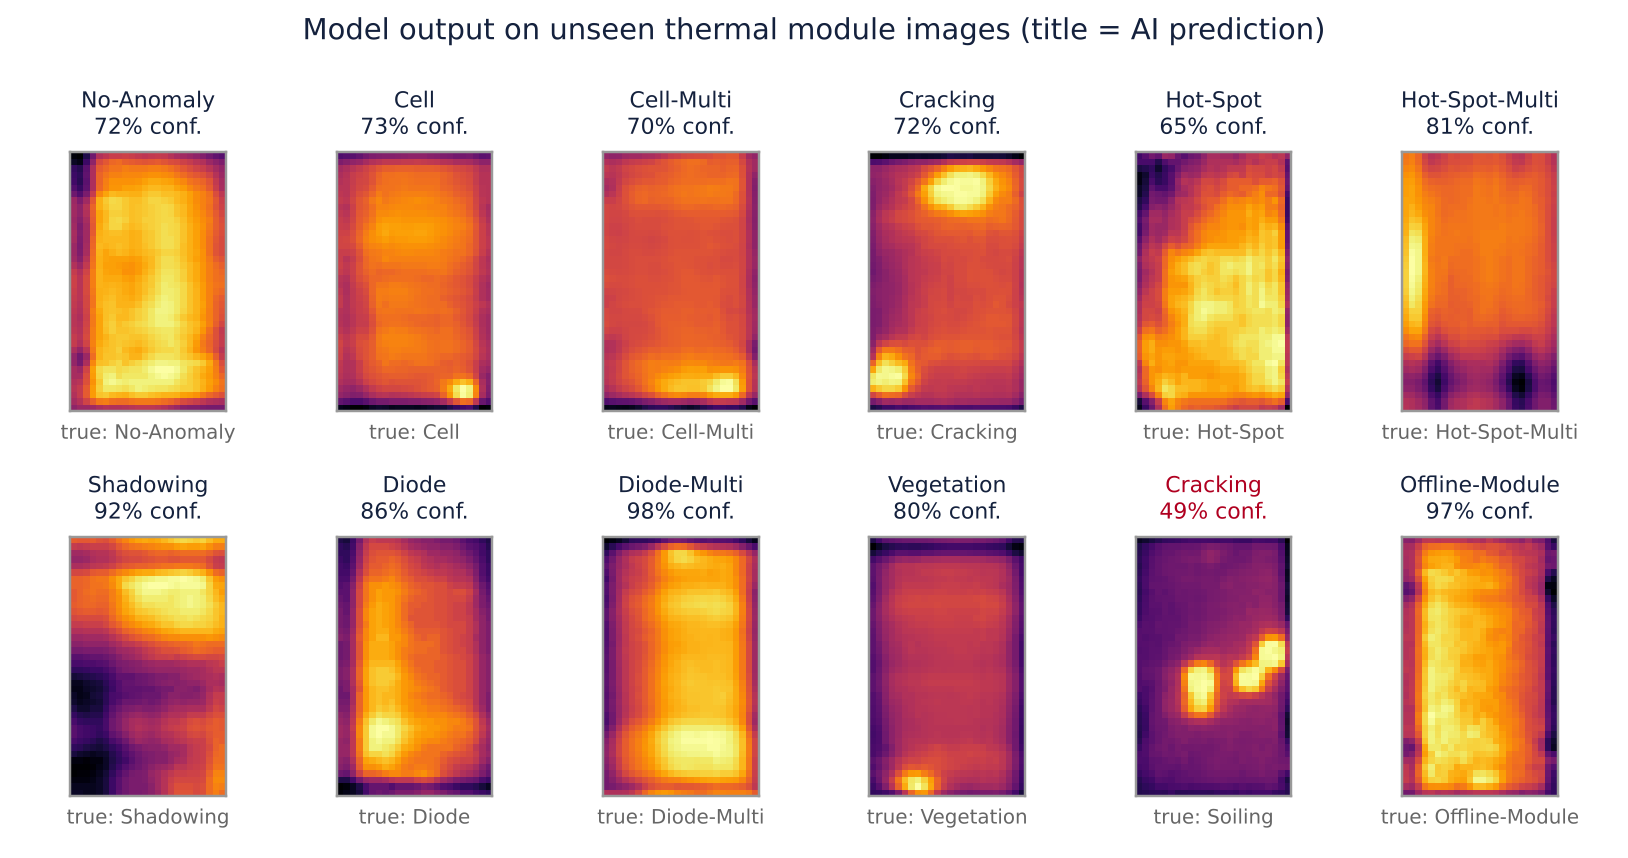 Model output on unseen thermal module images (title = AI prediction)
No-Anomaly
72% conf.
true: No-Anomaly
Cell
73% conf.
true: Cell
Cell-Multi
70% conf.
true: Cell-Multi
Cracking
72% conf.
true: Cracking
Hot-Spot
65% conf.
true: Hot-Spot
Hot-Spot-Multi
81% conf.
true: Hot-Spot-Multi
Shadowing
92% conf.
true: Shadowing
Diode
86% conf.
true: Diode
Diode-Multi
98% conf.
true: Diode-Multi
Vegetation
80% conf.
true: Vegetation
Cracking
49% conf.
true: Soiling
Offline-Module
97% conf.
true: Offline-Module